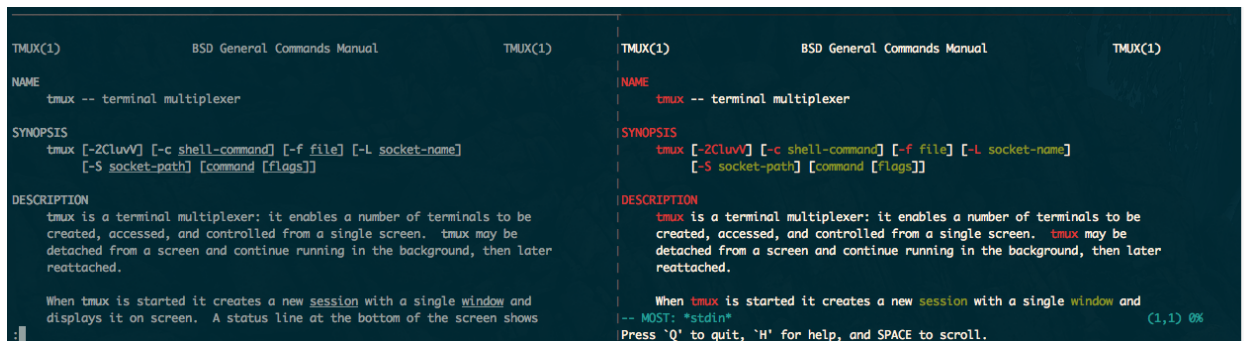 TMUX(1) BSD General Commands Manual TMUX(1)
NAME
tmux -- terminal multiplexer
SYNOPSIS
tmux [-2CluvV] [-c shell-command] [-f file] [-L socket-name]
[-S socket-path] [command [flags]]
DESCRIPTION
tmux is a terminal multiplexer: it enables a number of terminals to be
created, accessed, and controlled from a single screen.  tmux may be
detached from a screen and continue running in the background, then later
reattached.
When tmux is started it creates a new session with a single window and
displays it on screen.  A status line at the bottom of the screen shows
:
TMUX(1) BSD General Commands Manual TMUX(1)
NAME
tmux -- terminal multiplexer
SYNOPSIS
tmux [-2CluvV] [-c shell-command] [-f file] [-L socket-name]
[-S socket-path] [command [flags]]
DESCRIPTION
tmux is a terminal multiplexer: it enables a number of terminals to be
created, accessed, and controlled from a single screen.  tmux may be
detached from a screen and continue running in the background, then later
reattached.
When tmux is started it creates a new session with a single window and
-- MOST: *stdin* (1,1) 0%
Press `Q' to quit, `H' for help, and SPACE to scroll.